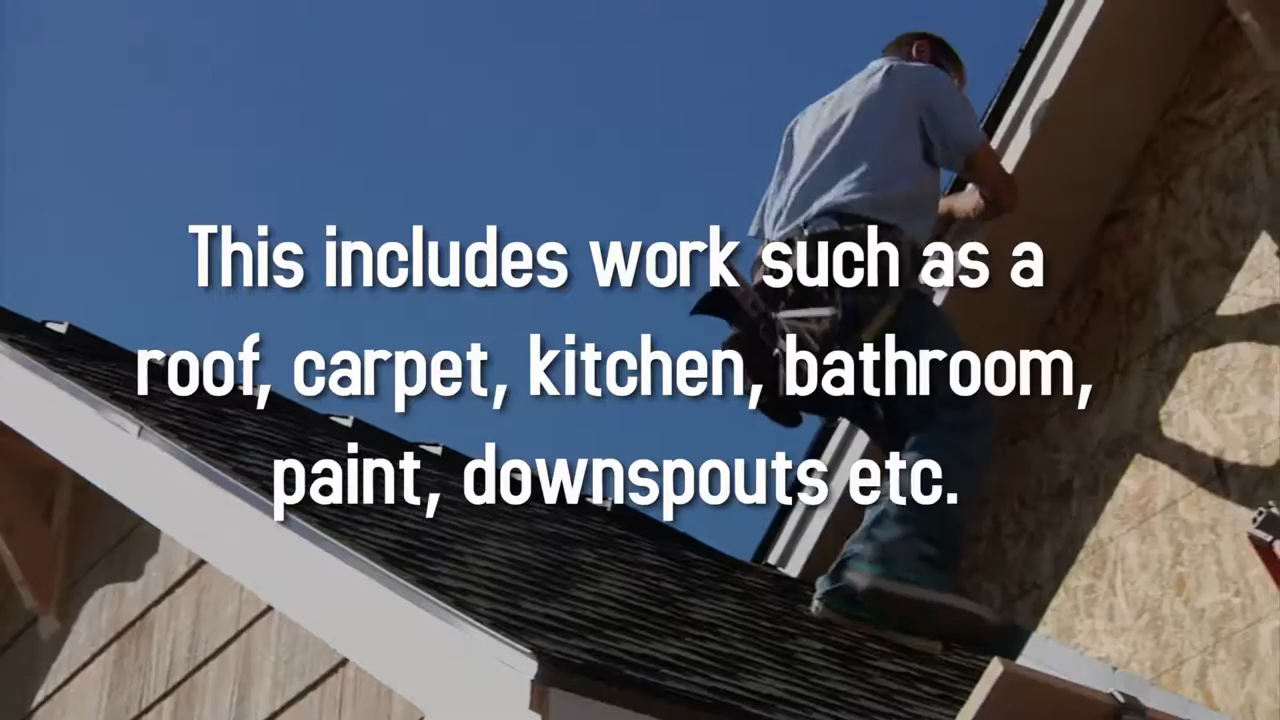 This includes work such as a
roof, carpet, kitchen, bathroom,
paint, downspouts etc.